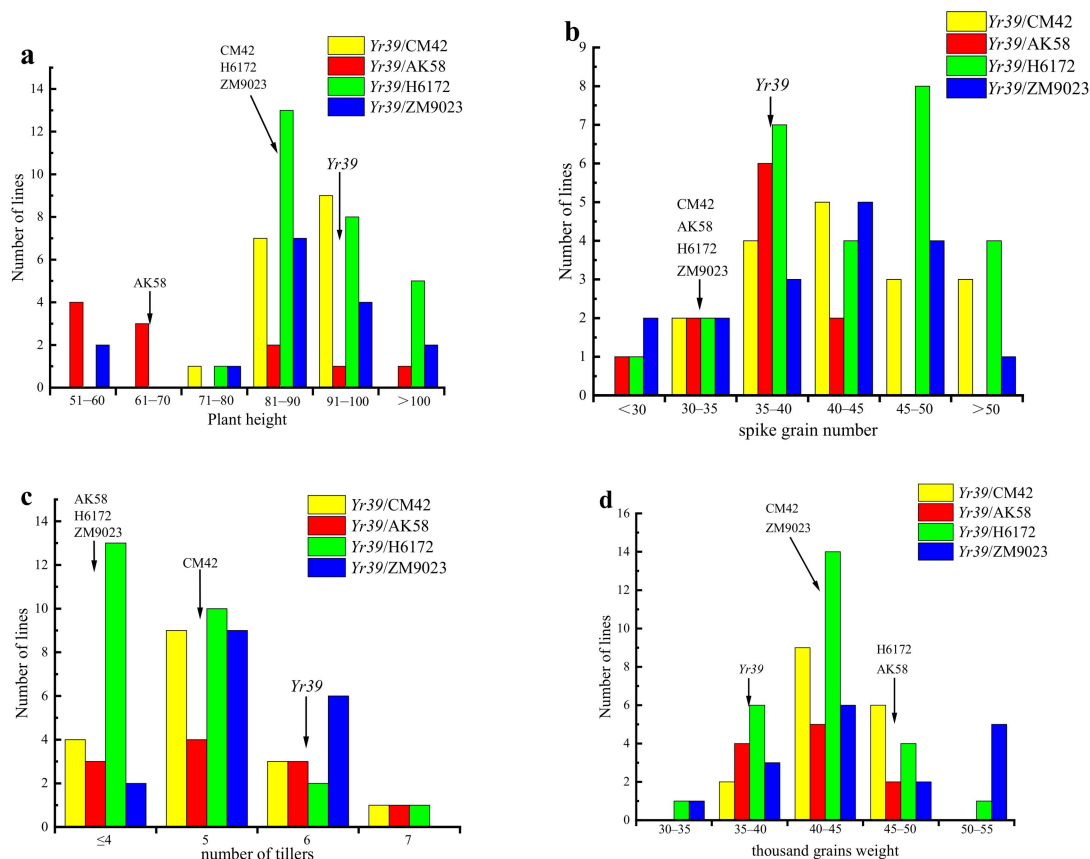 a
Yr39/CM42
Yr39/AK58
Yr39/H6172
Yr39/ZM9023
CM42
H6172
ZM9023
Yr39
AK58
Number of lines
14
12
10
8
6
4
2
0
51–60 61–70 71–80 81–90 91–100 >100
Plant height
b
Yr39/CM42
Yr39/AK58
Yr39/H6172
Yr39/ZM9023
Yr39
CM42
AK58
H6172
ZM9023
Number of lines
9
8
7
6
5
4
3
2
1
0
<30 30–35 35–40 40–45 45–50 >50
spike grain number
c
Yr39/CM42
Yr39/AK58
Yr39/H6172
Yr39/ZM9023
AK58
H6172
ZM9023
CM42
Yr39
Number of lines
14
12
10
8
6
4
2
0
≤4 5 6 7
number of tillers
d
Yr39/CM42
Yr39/AK58
Yr39/H6172
Yr39/ZM9023
CM42
ZM9023
H6172
AK58
Yr39
Number of lines
16
14
12
10
8
6
4
2
0
30–35 35–40 40–45 45–50 50–55
thousand grains weight